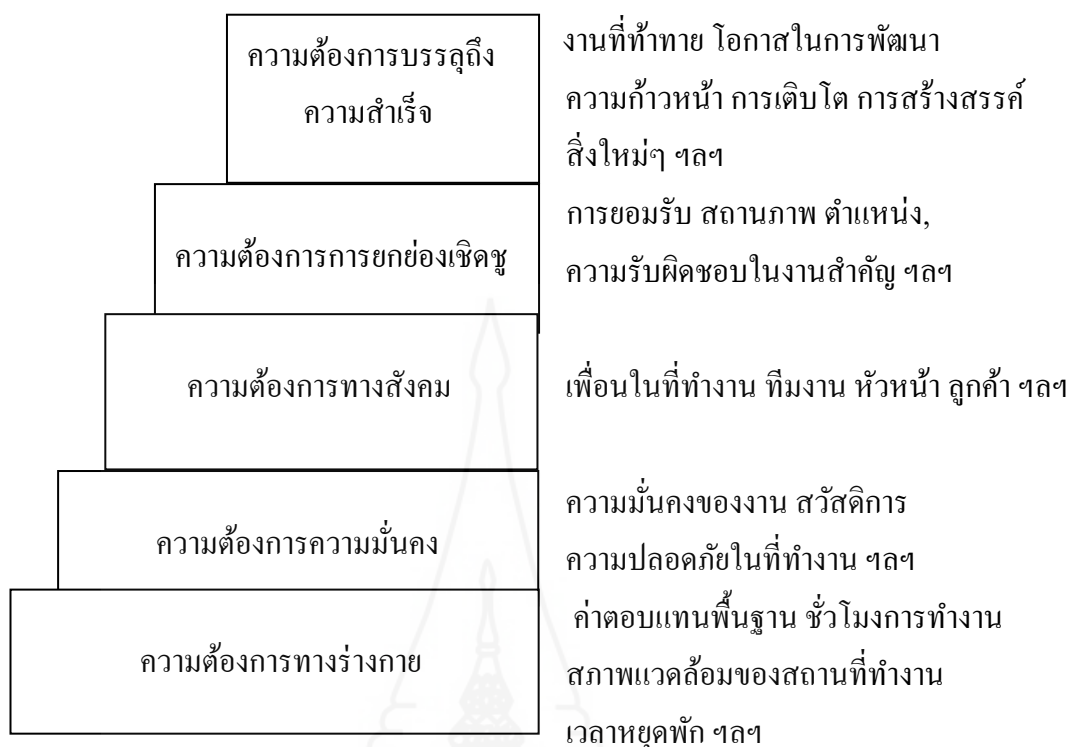 ความต้องการบรรลุถึง
ความสำเร็จ
งานที่ท้าทาย โอกาสในการพัฒนา
ความก้าวหน้า การเติบโต การสร้างสรรค์
สิ่งใหม่ๆ ฯลฯ
ความต้องการการยกย่องเชิดชู
การยอมรับ สถานภาพ ตำแหน่ง,
ความรับผิดชอบในงานสำคัญ ฯลฯ
ความต้องการทางสังคม
เพื่อนในที่ทำงาน ทีมงาน หัวหน้า ลูกค้า ฯลฯ
ความต้องการความมั่นคง
ความมั่นคงของงาน สวัสดิการ
ความปลอดภัยในที่ทำงาน ฯลฯ
ความต้องการทางร่างกาย
ค่าตอบแทนพื้นฐาน ชั่วโมงการทำงาน
สภาพแวดล้อมของสถานที่ทำงาน
เวลาหยุดพัก ฯลฯ